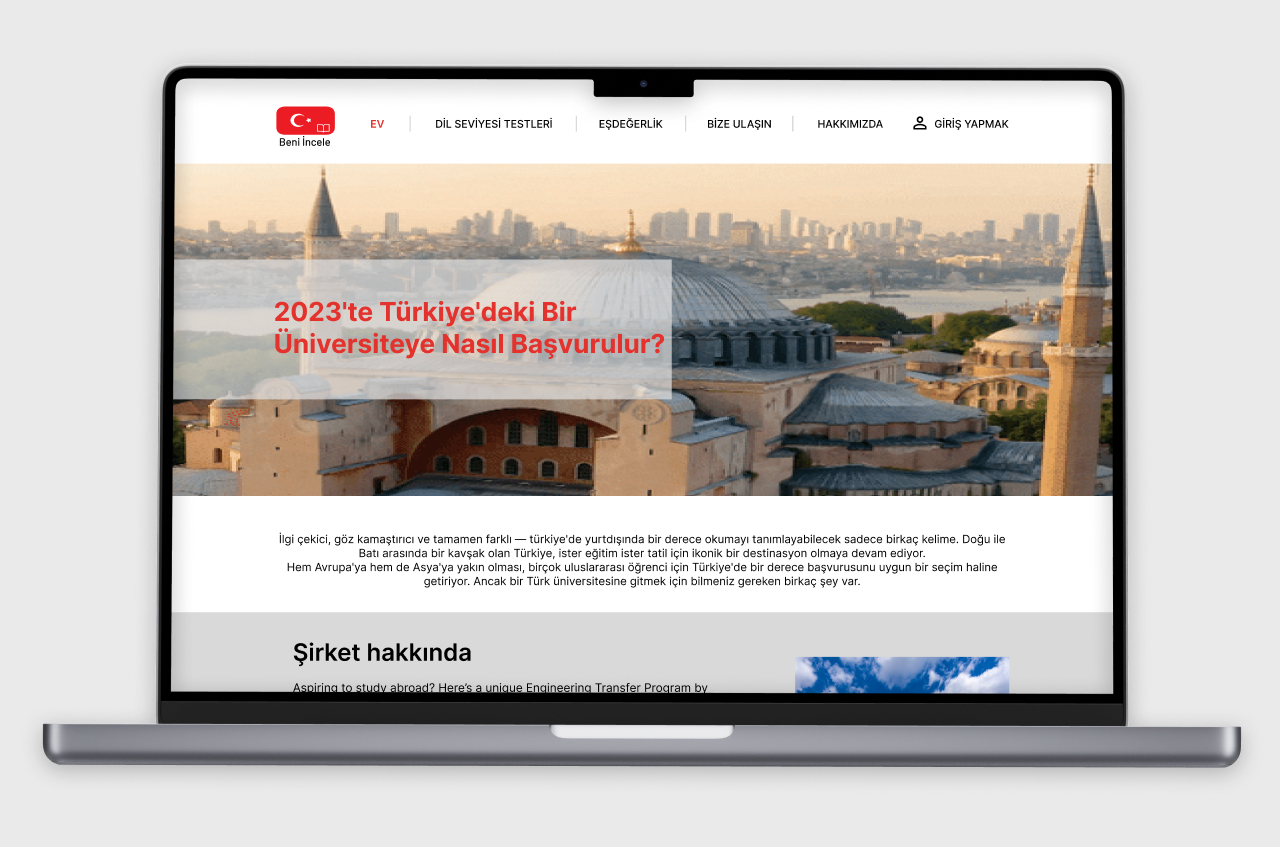 EV
DİL SEVİYESİ TESTLERİ
EŞDEĞERLİK
BİZE ULAŞIN
HAKKIMIZDA
GİRİŞ YAPMAK
Beni İncele
2023'te Türkiye'deki Bir
Üniversiteye Nasıl Başvurulur?
İlgi çekici, göz kamaştırıcı ve tamamen farklı — türkiye'de yurtdışında bir derece okumayı tanımlayabilecek sadece birkaç kelime. Doğu ile
Batı arasında bir kavşak olan Türkiye, ister eğitim ister tatil için ikonik bir destinasyon olmaya devam ediyor.
Hem Avrupa'ya hem de Asya'ya yakın olması, birçok uluslararası öğrenci için Türkiye'de bir derece başvurusunu uygun bir seçim haline
getiriyor. Ancak bir Türk üniversitesine gitmek için bilmeniz gereken birkaç şey var.
Şirket hakkında
Aspiring to study abroad? Here's a unique Engineering Transfer Program by